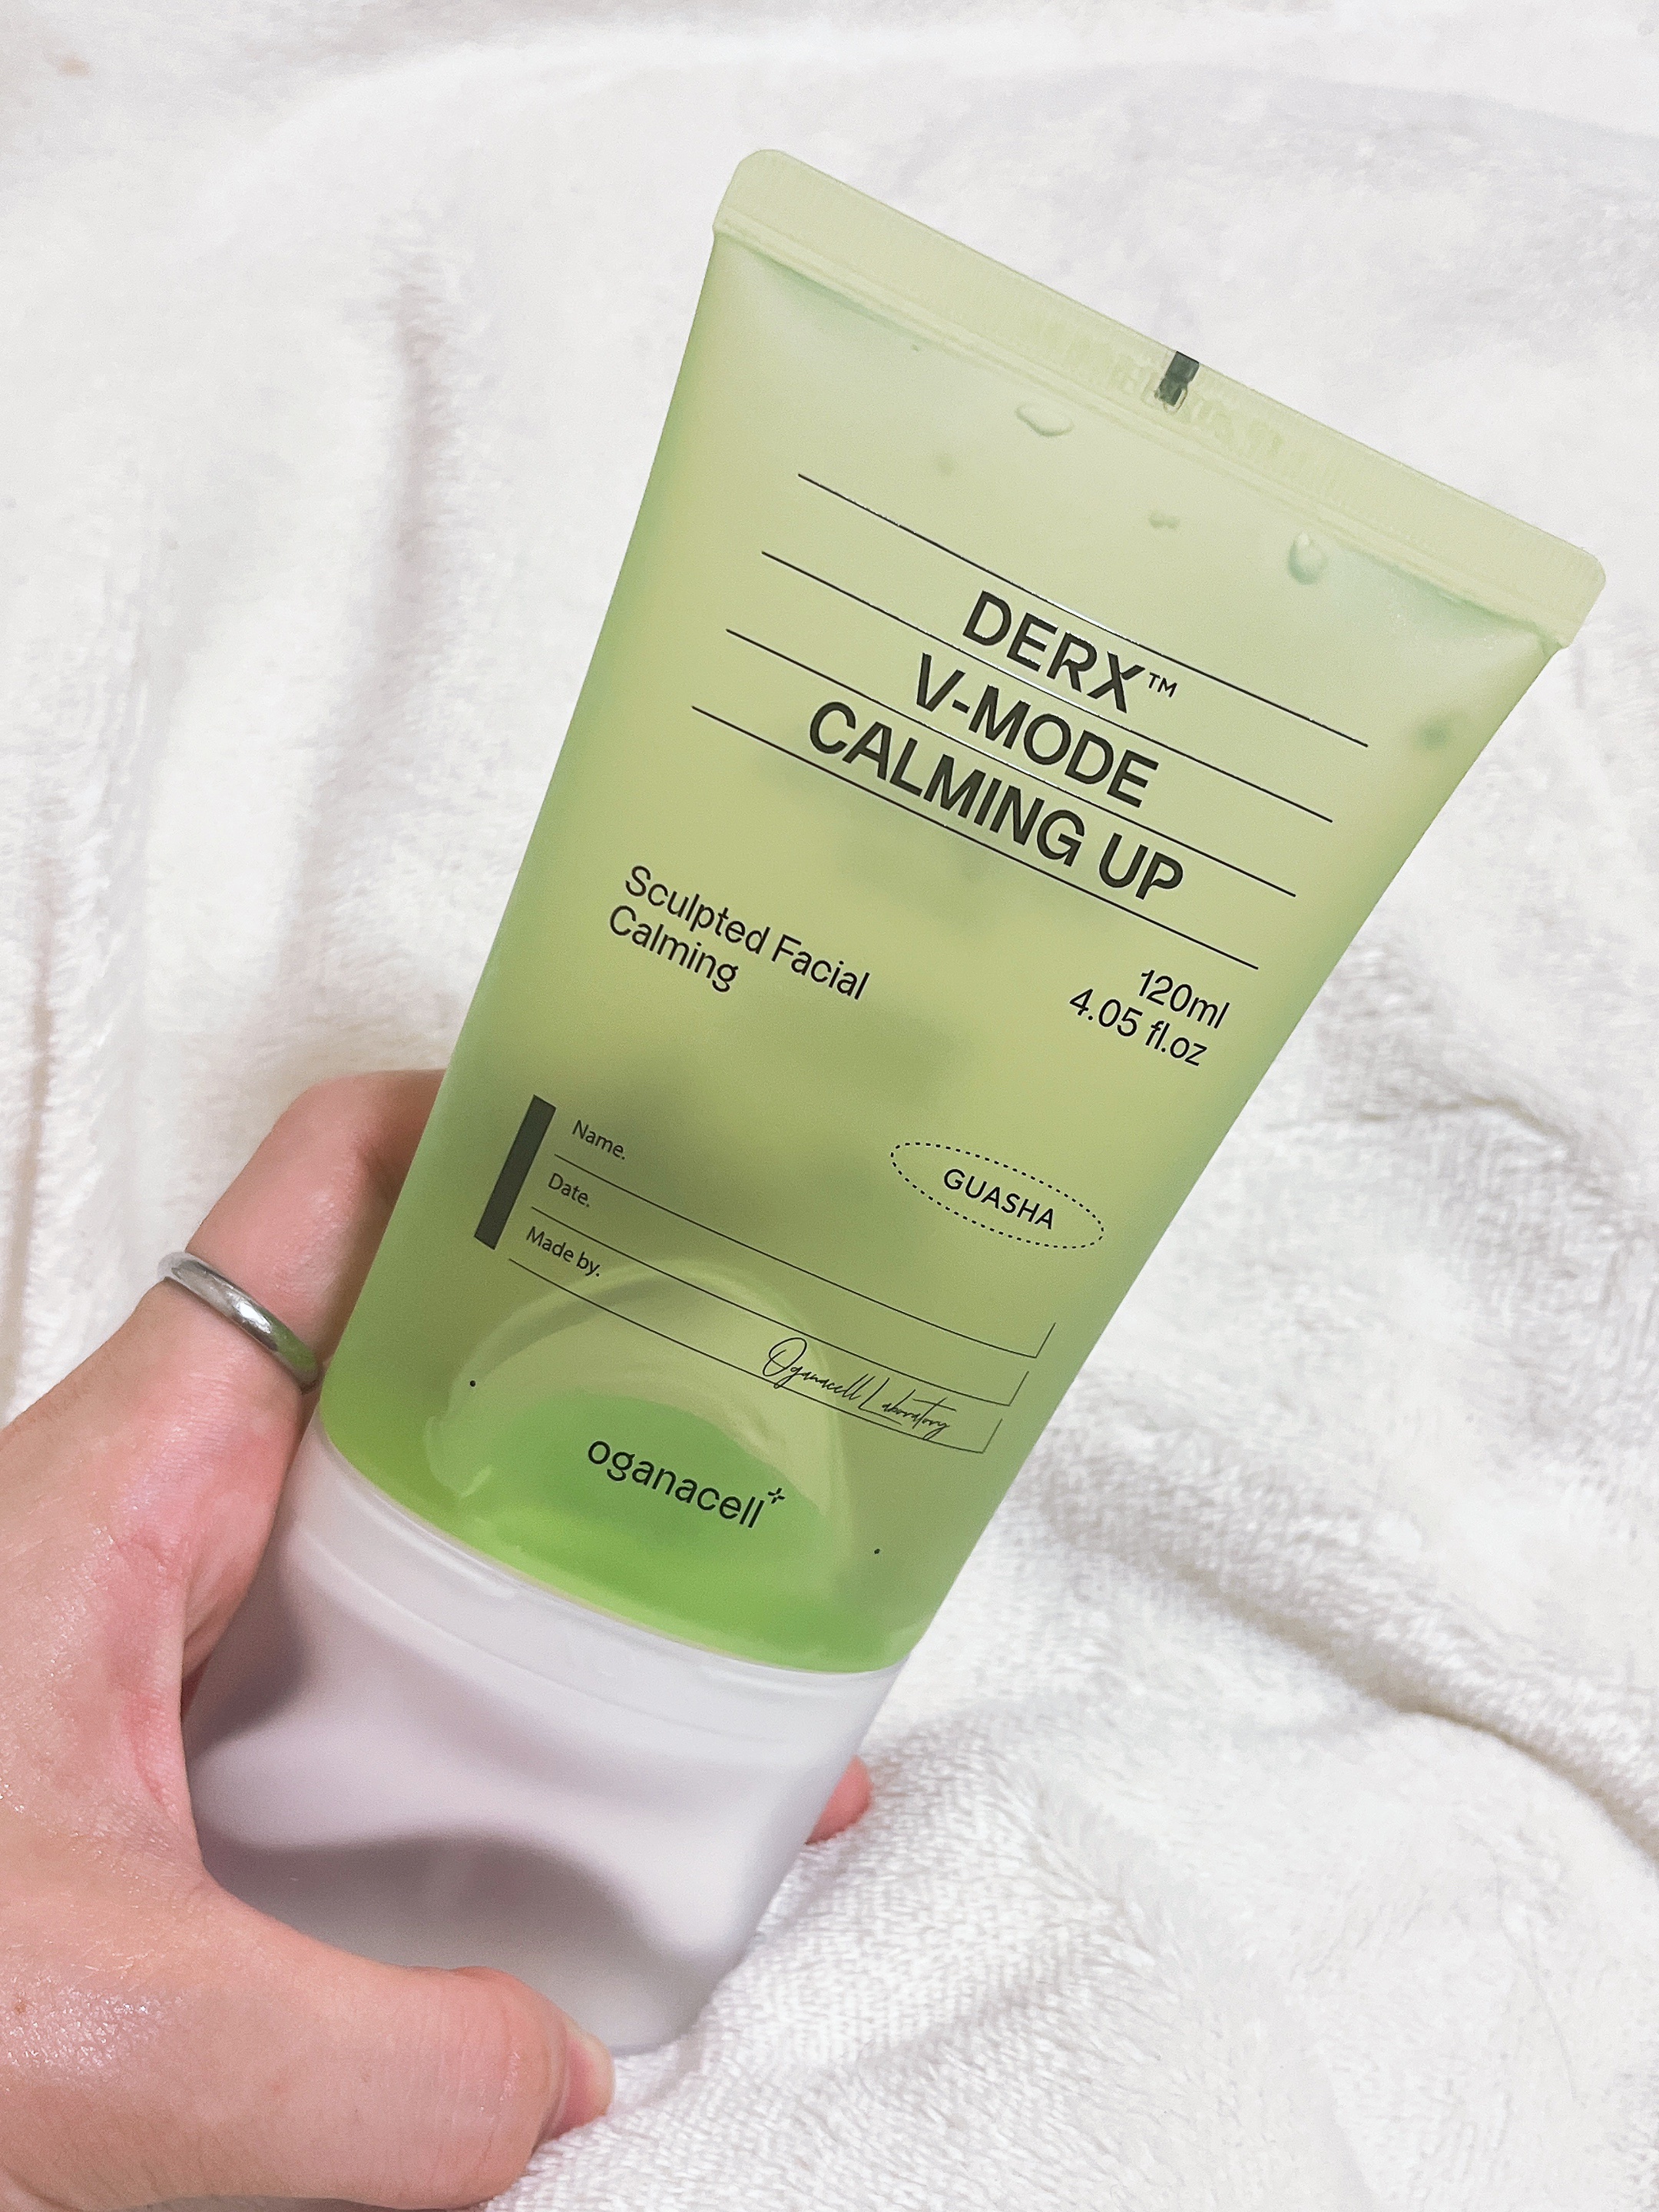 DERX™
V-MODE
CALMING UP
Sculpted Facial
Calming
120ml
4.05 fl.oz
GUASHA
Name.
Date.
Made by.
Oganacell Laboratory
oganacell